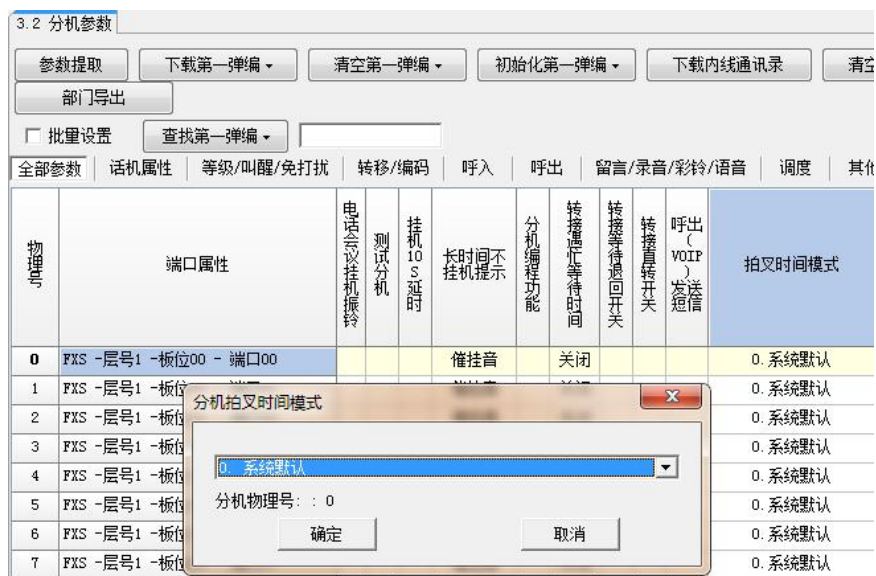 3.2 分机参数
参数提取 下载第一弹编 清空第一弹编 初始化第一弹编 下载内线通讯录 清空
部门导出
批量设置 查找第一弹编
全部参数 话机属性 等级/叫醒/免打扰 转移/编码 呼入 呼出 留言/录音/彩铃/语音 调度 其他
物理号 端口属性 电话会议挂机振铃 测试分机 挂机10S延时 长时间不挂机提示 分机编程功能 转接遇忙等待时间 转接等待退回开关 转接直转开关 呼出(VOIP)发送短信 拍叉时间模式
0 FXS -层号1 -板位00 - 端口00 催挂音 关闭 0. 系统默认
1 FXS -层号1 -板位 0. 系统默认
2 FXS -层号1 -板位 0. 系统默认
3 FXS -层号1 -板位 0. 系统默认
4 FXS -层号1 -板位 0. 系统默认
5 FXS -层号1 -板位 0. 系统默认
6 FXS -层号1 -板位 0. 系统默认
7 FXS -层号1 -板位 0. 系统默认
分机拍叉时间模式
0. 系统默认
分机物理号: : 0
确定 取消